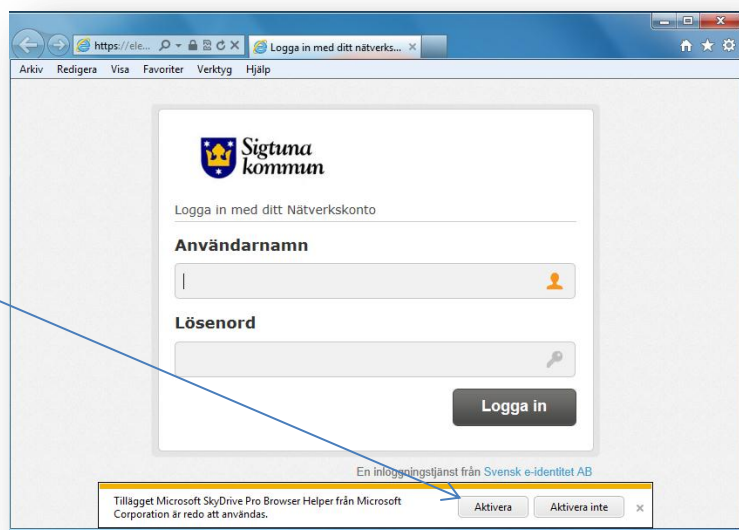 https://ele...
Logga in med ditt nätverks...
Arkiv Redigera Visa Favoriter Verktyg Hjälp
Sigtuna
kommun
Logga in med ditt Nätverkskonto
Användarnamn
Lösenord
Logga in
En inloggningstjänst från Svensk e-identitet AB
Tillägget Microsoft SkyDrive Pro Browser Helper från Microsoft
Corporation är redo att användas.
Aktivera Aktivera inte